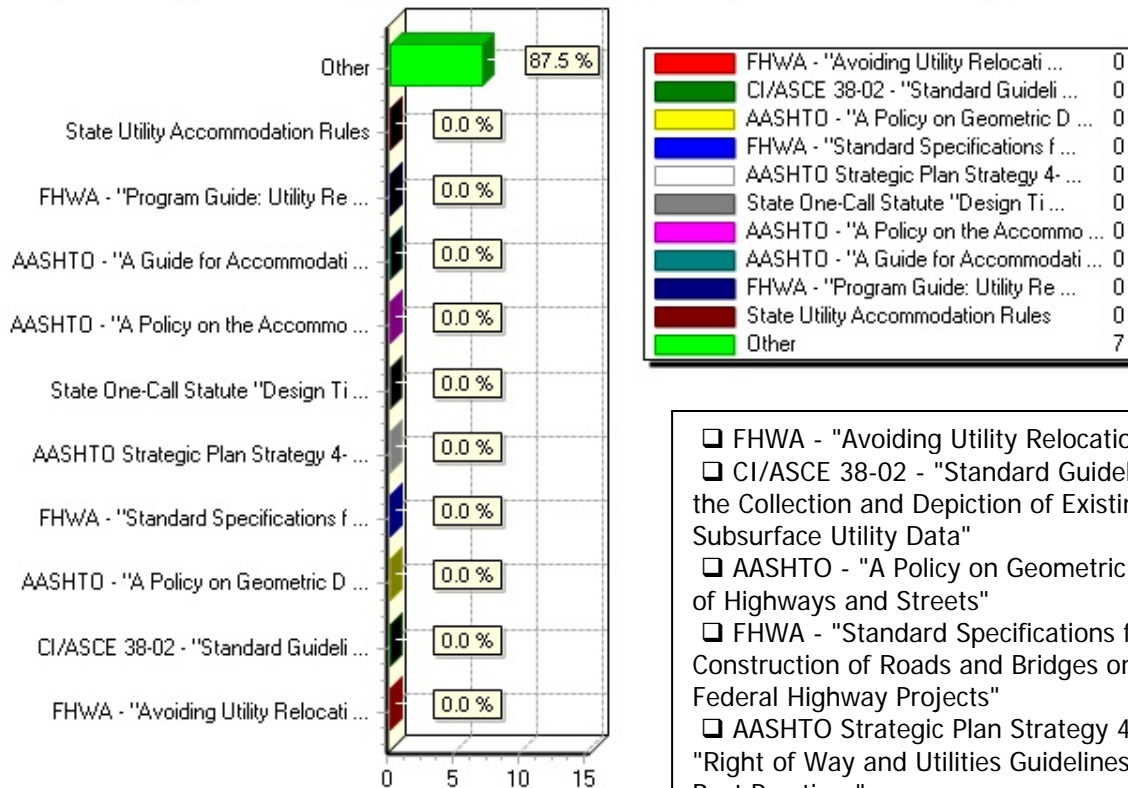 Other
87.5 %
State Utility Accommodation Rules
0.0 %
FHWA - "Program Guide: Utility Re ...
0.0 %
AASHTO - "A Guide for Accommodati ...
0.0 %
AASHTO - "A Policy on the Accommo ...
0.0 %
State One-Call Statute "Design Ti ...
0.0 %
AASHTO Strategic Plan Strategy 4- ...
0.0 %
FHWA - "Standard Specifications f ...
0.0 %
AASHTO - "A Policy on Geometric D ...
0.0 %
CI/ASCE 38-02 - "Standard Guideli ...
0.0 %
FHWA - "Avoiding Utility Relocati ...
0.0 %
0 5 10 15
FHWA - "Avoiding Utility Relocati ... 0
CI/ASCE 38-02 - "Standard Guideli ... 0
AASHTO - "A Policy on Geometric D ... 0
FHWA - "Standard Specifications f ... 0
AASHTO Strategic Plan Strategy 4- ... 0
State One-Call Statute "Design Ti ... 0
AASHTO - "A Policy on the Accommo ... 0
AASHTO - "A Guide for Accommodati ... 0
FHWA - "Program Guide: Utility Re ... 0
State Utility Accommodation Rules 0
Other 7
❑ FHWA - "Avoiding Utility Relocatio
❑ CI/ASCE 38-02 - "Standard Guidel
the Collection and Depiction of Existin
Subsurface Utility Data"
❑ AASHTO - "A Policy on Geometric
of Highways and Streets"
❑ FHWA - "Standard Specifications f
Construction of Roads and Bridges or
Federal Highway Projects"
❑ AASHTO Strategic Plan Strategy 4
"Right of Way and Utilities Guidelines